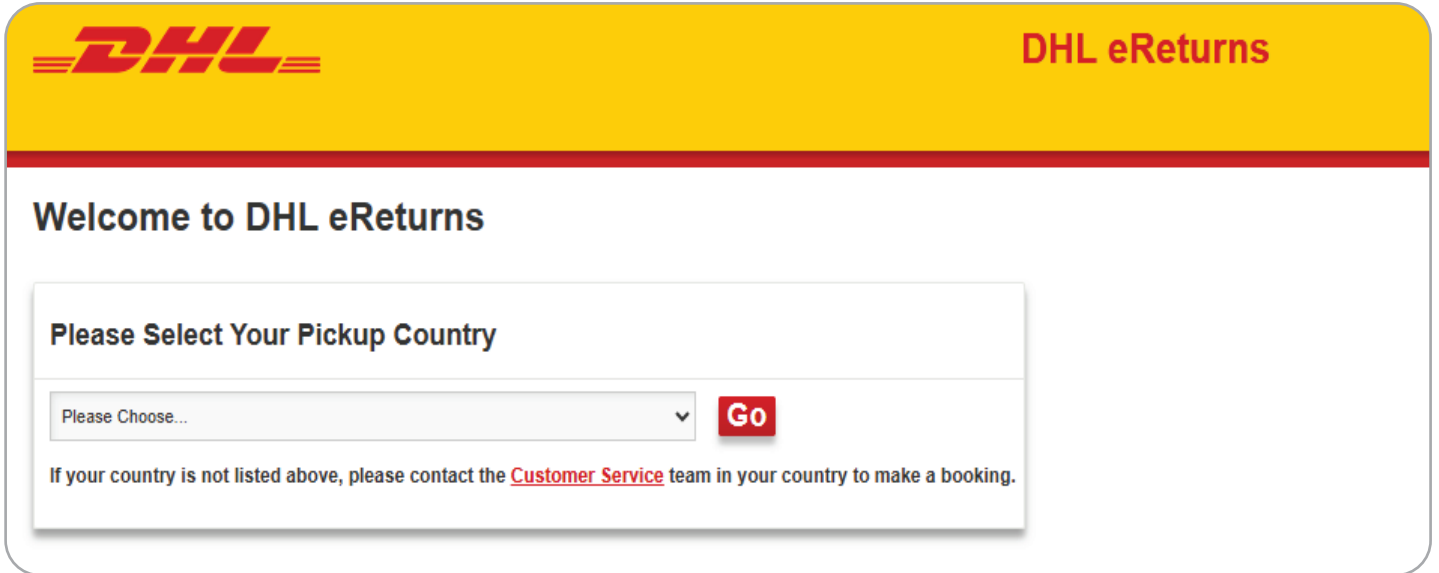 DHL
DHL eReturns
Welcome to DHL eReturns
Please Select Your Pickup Country
Please Choose...
Go
If your country is not listed above, please contact the Customer Service team in your country to make a booking.